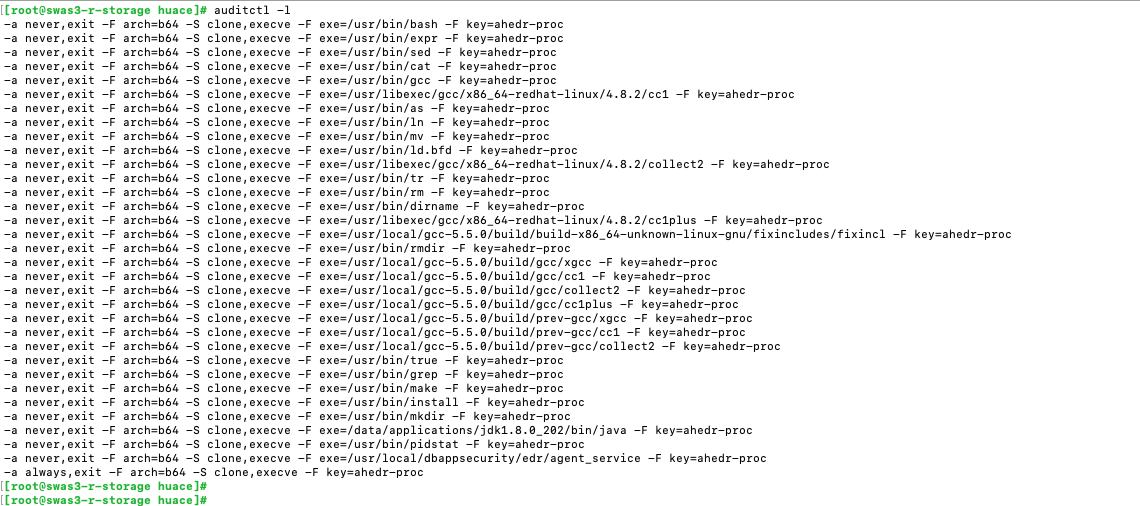 [[root@swas3-r-storage huace]# auditctl -l
-a never,exit -F arch=b64 -S clone,execve -F exe=/usr/bin/bash -F key=ahedr-proc
-a never,exit -F arch=b64 -S clone,execve -F exe=/usr/bin/expr -F key=ahedr-proc
-a never,exit -F arch=b64 -S clone,execve -F exe=/usr/bin/sed -F key=ahedr-proc
-a never,exit -F arch=b64 -S clone,execve -F exe=/usr/bin/cat -F key=ahedr-proc
-a never,exit -F arch=b64 -S clone,execve -F exe=/usr/bin/gcc -F key=ahedr-proc
-a never,exit -F arch=b64 -S clone,execve -F exe=/usr/libexec/gcc/x86_64-redhat-linux/4.8.2/cc1 -F key=ahedr-proc
-a never,exit -F arch=b64 -S clone,execve -F exe=/usr/bin/as -F key=ahedr-proc
-a never,exit -F arch=b64 -S clone,execve -F exe=/usr/bin/ln -F key=ahedr-proc
-a never,exit -F arch=b64 -S clone,execve -F exe=/usr/bin/mv -F key=ahedr-proc
-a never,exit -F arch=b64 -S clone,execve -F exe=/usr/bin/ld.bfd -F key=ahedr-proc
-a never,exit -F arch=b64 -S clone,execve -F exe=/usr/libexec/gcc/x86_64-redhat-linux/4.8.2/collect2 -F key=ahedr-proc
-a never,exit -F arch=b64 -S clone,execve -F exe=/usr/bin/tr -F key=ahedr-proc
-a never,exit -F arch=b64 -S clone,execve -F exe=/usr/bin/rm -F key=ahedr-proc
-a never,exit -F arch=b64 -S clone,execve -F exe=/usr/bin/dirname -F key=ahedr-proc
-a never,exit -F arch=b64 -S clone,execve -F exe=/usr/libexec/gcc/x86_64-redhat-linux/4.8.2/cc1plus -F key=ahedr-proc
-a never,exit -F arch=b64 -S clone,execve -F exe=/usr/local/gcc-5.5.0/build/build-x86_64-unknown-linux-gnu/fixincludes/fixincl -F key=ahedr-proc
-a never,exit -F arch=b64 -S clone,execve -F exe=/usr/bin/rmdir -F key=ahedr-proc
-a never,exit -F arch=b64 -S clone,execve -F exe=/usr/local/gcc-5.5.0/build/gcc/xgcc -F key=ahedr-proc
-a never,exit -F arch=b64 -S clone,execve -F exe=/usr/local/gcc-5.5.0/build/gcc/cc1 -F key=ahedr-proc
-a never,exit -F arch=b64 -S clone,execve -F exe=/usr/local/gcc-5.5.0/build/gcc/collect2 -F key=ahedr-proc
-a never,exit -F arch=b64 -S clone,execve -F exe=/usr/local/gcc-5.5.0/build/gcc/cc1plus -F key=ahedr-proc
-a never,exit -F arch=b64 -S clone,execve -F exe=/usr/local/gcc-5.5.0/build/prev-gcc/xgcc -F key=ahedr-proc
-a never,exit -F arch=b64 -S clone,execve -F exe=/usr/local/gcc-5.5.0/build/prev-gcc/cc1 -F key=ahedr-proc
-a never,exit -F arch=b64 -S clone,execve -F exe=/usr/local/gcc-5.5.0/build/prev-gcc/collect2 -F key=ahedr-proc
-a never,exit -F arch=b64 -S clone,execve -F exe=/usr/bin/true -F key=ahedr-proc
-a never,exit -F arch=b64 -S clone,execve -F exe=/usr/bin/grep -F key=ahedr-proc
-a never,exit -F arch=b64 -S clone,execve -F exe=/usr/bin/make -F key=ahedr-proc
-a never,exit -F arch=b64 -S clone,execve -F exe=/usr/bin/install -F key=ahedr-proc
-a never,exit -F arch=b64 -S clone,execve -F exe=/usr/bin/mkdir -F key=ahedr-proc
-a never,exit -F arch=b64 -S clone,execve -F exe=/data/applications/jdk1.8.0_202/bin/java -F key=ahedr-proc
-a never,exit -F arch=b64 -S clone,execve -F exe=/usr/bin/pidstat -F key=ahedr-proc
-a never,exit -F arch=b64 -S clone,execve -F exe=/usr/local/dbappsecurity/edr/agent_service -F key=ahedr-proc
-a always,exit -F arch=b64 -S clone,execve -F key=ahedr-proc
[[root@swas3-r-storage huace]#
[[root@swas3-r-storage huace]#